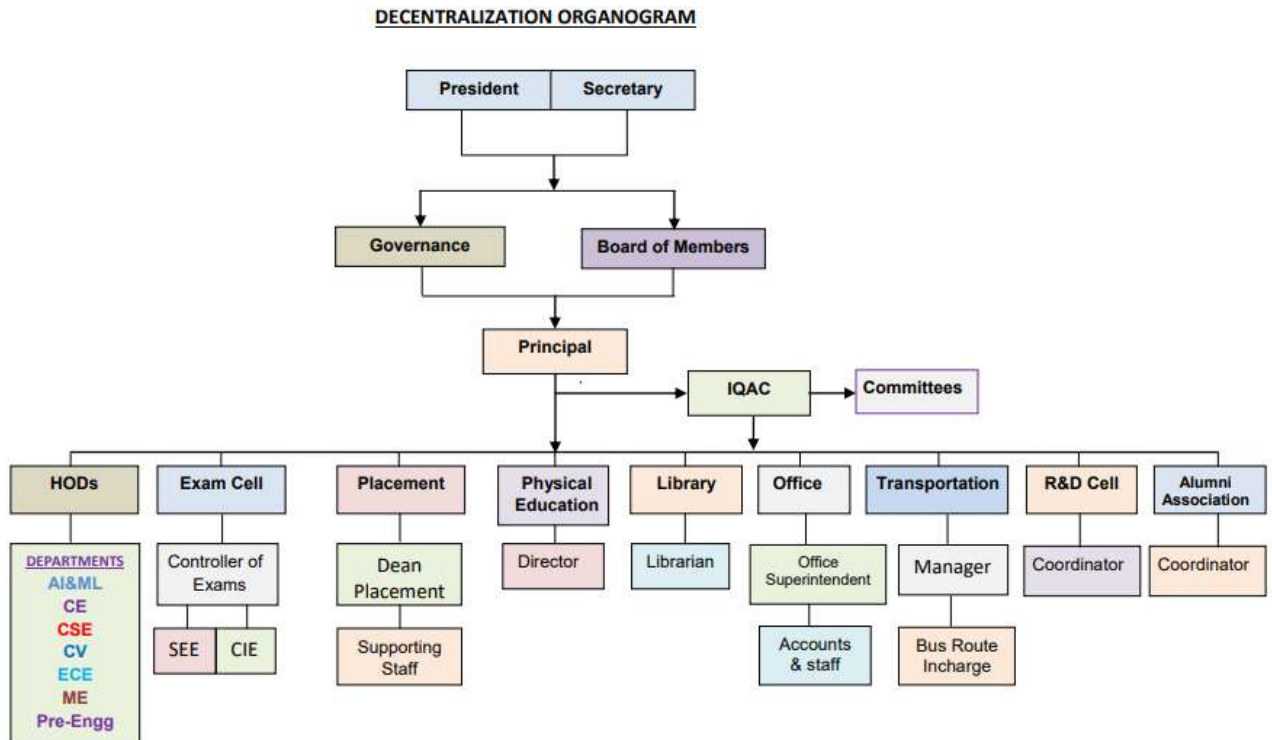 DECENTRALIZATION ORGANOGRAM
President
Secretary
Governance
Board of Members
Principal
IQAC
Committees
HODs
Exam Cell
Placement
Physical
Education
Library
Office
Transportation
R&D Cell
Alumni
Association
DEPARTMENTS
AI&ML
CE
CSE
CV
ECE
ME
Pre-Engg
Controller of
Exams
SEE
CIE
Dean
Placement
Supporting
Staff
Director
Librarian
Office
Superintendent
Accounts
& staff
Manager
Bus Route
Incharge
Coordinator
Coordinator